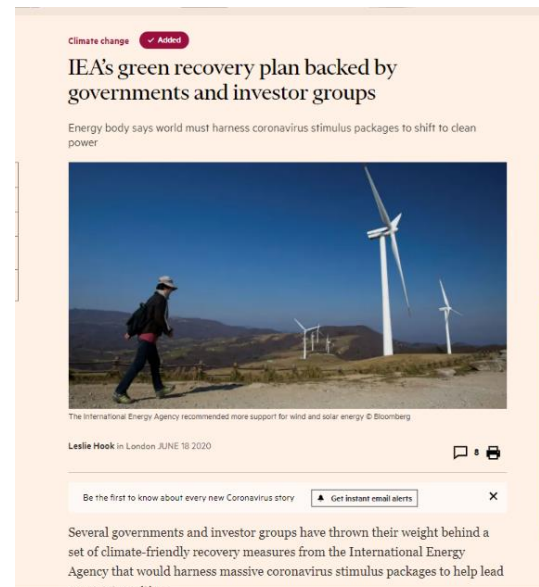 Climate change ✓ Added
IEA's green recovery plan backed by
governments and investor groups
Energy body says world must harness coronavirus stimulus packages to shift to clean
power
The International Energy Agency recommended more support for wind and solar energy © Bloomberg
Leslie Hook in London JUNE 18 2020
8
Be the first to know about every new Coronavirus story Get instant email alerts ×
Several governments and investor groups have thrown their weight behind a
set of climate-friendly recovery measures from the International Energy
Agency that would harness massive coronavirus stimulus packages to help lead